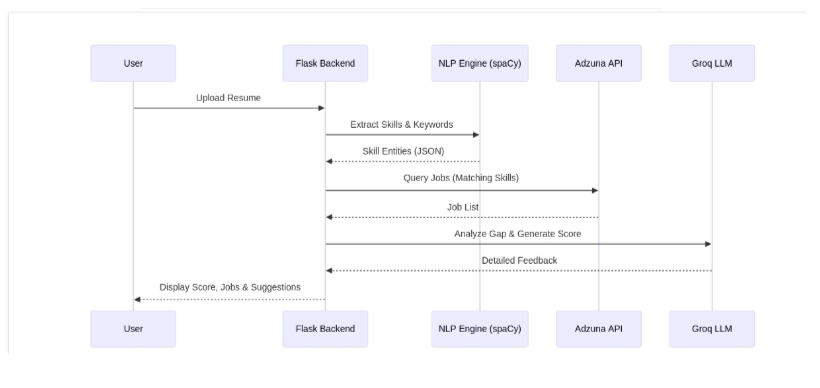 User Flask Backend NLP Engine (spaCy) Adzuna API Groq LLM
Upload Resume
Extract Skills & Keywords
Skill Entities (JSON)
Query Jobs (Matching Skills)
Job List
Analyze Gap & Generate Score
Detailed Feedback
Display Score, Jobs & Suggestions
User Flask Backend NLP Engine (spaCy) Adzuna API Groq LLM